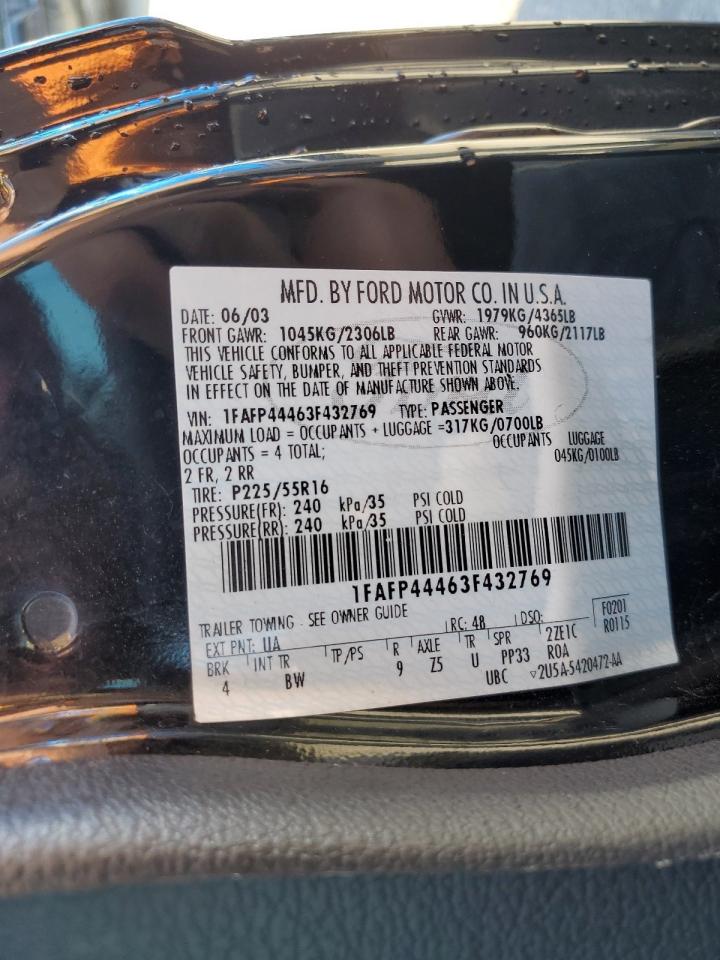 MFD. BY FORD MOTOR CO. IN U.S.A.
DATE: 06/03 GVWR: 1979KG/4365LB
FRONT GAWR: 1045KG/2306LB REAR GAWR: 960KG/2117LB
THIS VEHICLE CONFORMS TO ALL APPLICABLE FEDERAL MOTOR
VEHICLE SAFETY, BUMPER, AND THEFT PREVENTION STANDARDS
IN EFFECT ON THE DATE OF MANUFACTURE SHOWN ABOVE.
VIN: 1FAFP44463F432769 TYPE: PASSENGER
MAXIMUM LOAD = OCCUPANTS + LUGGAGE =317KG/0700LB
OCCUPANTS = 4 TOTAL; OCCUPANTS LUGGAGE
2 FR, 2 RR 045KG/0100LB
TIRE: P225/55R16
PRESSURE(FR): 240 kPa/35 PSI COLD
PRESSURE(RR): 240 kPa/35 PSI COLD
1FAFP44463F432769
TRAILER TOWING - SEE OWNER GUIDE
EXT PNT: UA RC: 48 DSO: F0201
BRK INT TR TP/PS R AXLE TR SPR 2ZE1C R0115
4 BW 9 Z5 U PP33 ROA
UBC ▽2U5A-5420472-AA